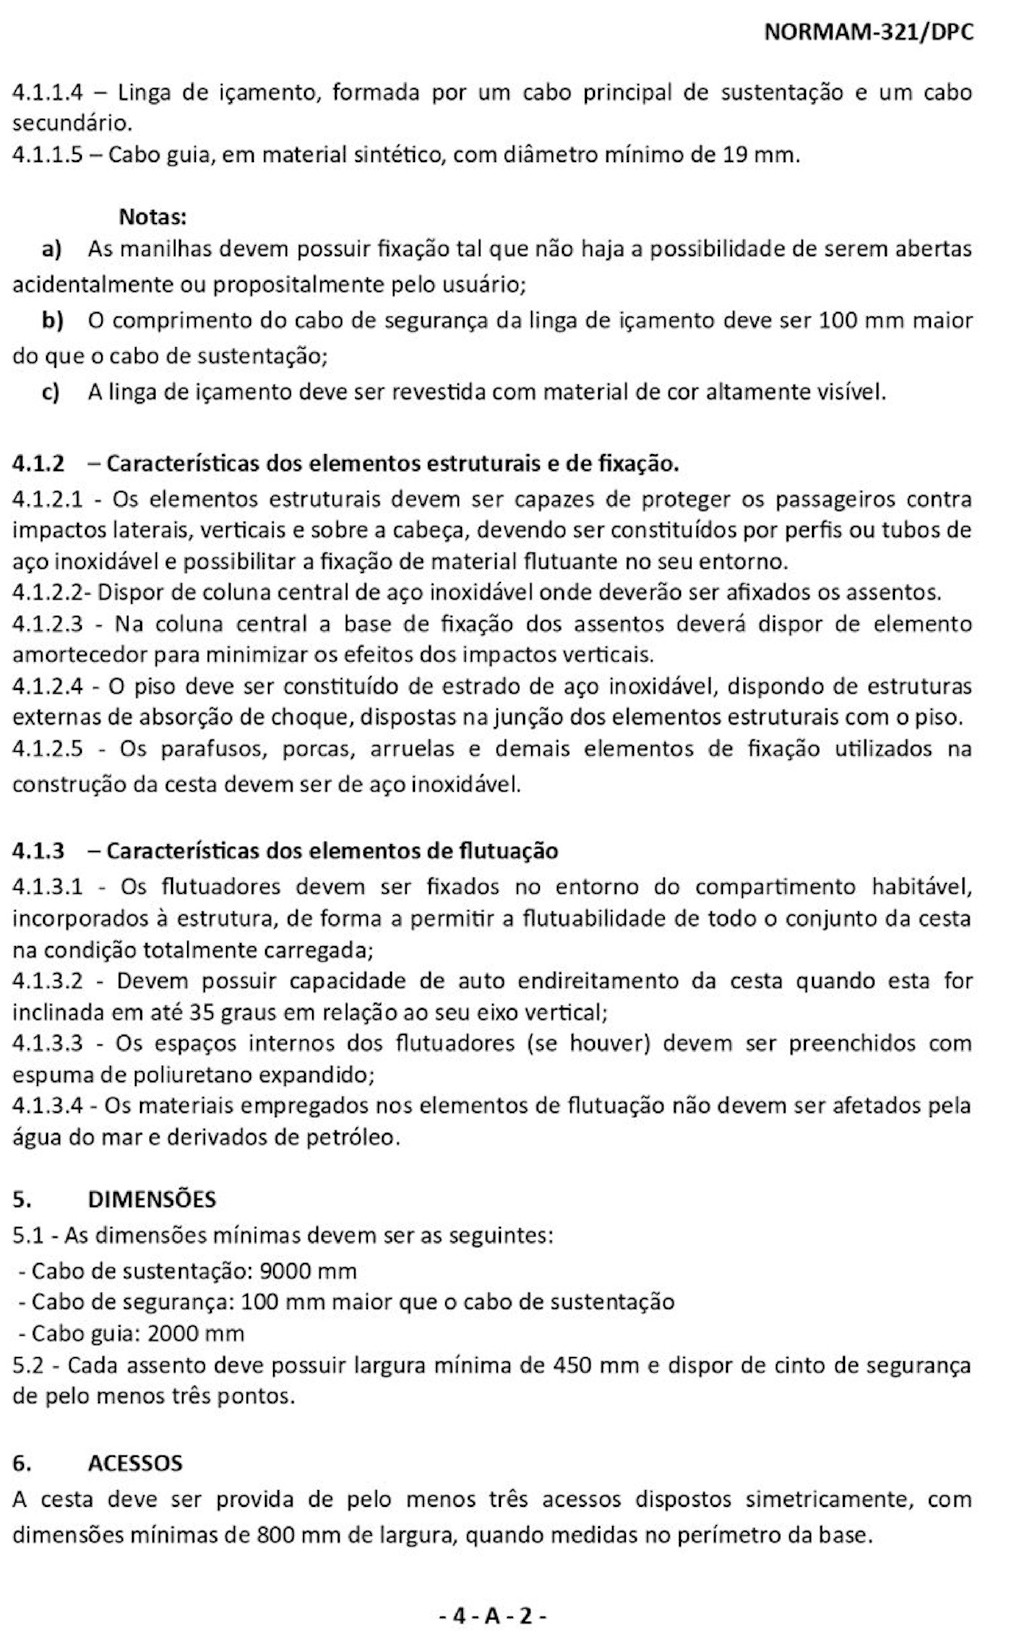 NORMAM-321/DPC
4.1.1.4 – Linga de içamento, formada por um cabo principal de sustentação e um cabo
secundário.
4.1.1.5 – Cabo guia, em material sintético, com diâmetro mínimo de 19 mm.
Notas:
a) As manilhas devem possuir fixação tal que não haja a possibilidade de serem abertas
acidentalmente ou propositalmente pelo usuário;
b) O comprimento do cabo de segurança da linga de içamento deve ser 100 mm maior
do que o cabo de sustentação;
c) A linga de içamento deve ser revestida com material de cor altamente visível.
4.1.2 – Características dos elementos estruturais e de fixação.
4.1.2.1 - Os elementos estruturais devem ser capazes de proteger os passageiros contra
impactos laterais, verticais e sobre a cabeça, devendo ser constituídos por perfis ou tubos de
aço inoxidável e possibilitar a fixação de material flutuante no seu entorno.
4.1.2.2- Dispor de coluna central de aço inoxidável onde deverão ser afixados os assentos.
4.1.2.3 - Na coluna central a base de fixação dos assentos deverá dispor de elemento
amortecedor para minimizar os efeitos dos impactos verticais.
4.1.2.4 - O piso deve ser constituído de estrado de aço inoxidável, dispondo de estruturas
externas de absorção de choque, dispostas na junção dos elementos estruturais com o piso.
4.1.2.5 - Os parafusos, porcas, arruelas e demais elementos de fixação utilizados na
construção da cesta devem ser de aço inoxidável.
4.1.3 – Características dos elementos de flutuação
4.1.3.1 - Os flutuadores devem ser fixados no entorno do compartimento habitável,
incorporados à estrutura, de forma a permitir a flutuabilidade de todo o conjunto da cesta
na condição totalmente carregada;
4.1.3.2 - Devem possuir capacidade de auto endireitamento da cesta quando esta for
inclinada em até 35 graus em relação ao seu eixo vertical;
4.1.3.3 - Os espaços internos dos flutuadores (se houver) devem ser preenchidos com
espuma de poliuretano expandido;
4.1.3.4 - Os materiais empregados nos elementos de flutuação não devem ser afetados pela
água do mar e derivados de petróleo.
5. DIMENSÕES
5.1 - As dimensões mínimas devem ser as seguintes:
- Cabo de sustentação: 9000 mm
- Cabo de segurança: 100 mm maior que o cabo de sustentação
- Cabo guia: 2000 mm
5.2 - Cada assento deve possuir largura mínima de 450 mm e dispor de cinto de segurança
de pelo menos três pontos.
6. ACESSOS
A cesta deve ser provida de pelo menos três acessos dispostos simetricamente, com
dimensões mínimas de 800 mm de largura, quando medidas no perímetro da base.
- 4 - A - 2 -